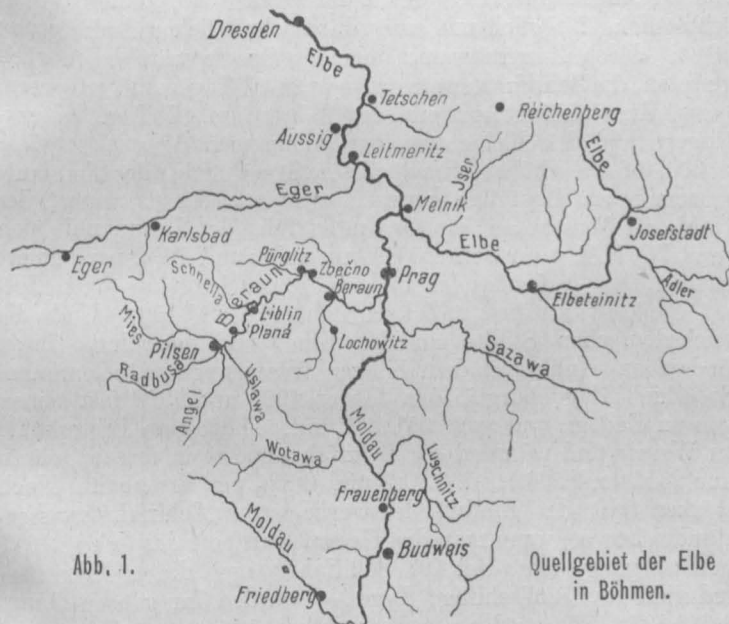 Dresden
Elbe
Tetschen
Reichenberg
Aussig
Elbe
Leitmeritz
Jser
Eger
Melnik
Karlsbad
Elbe
Josefstadt
Eger
Pürglitz
Zbečno
Schnella
Beraun
Beraun
Prag
Adler
Elbeteinitz
Liblin
Mies
Planá
Lochowitz
Pilsen
Sazawa
Radbusa
Uslawa
Angel
Moldau
Wotawa
Luschnitz
Frauenberg
Moldau
Budweis
Abb. 1.
Quellgebiet der Elbe
in Böhmen.
Friedberg